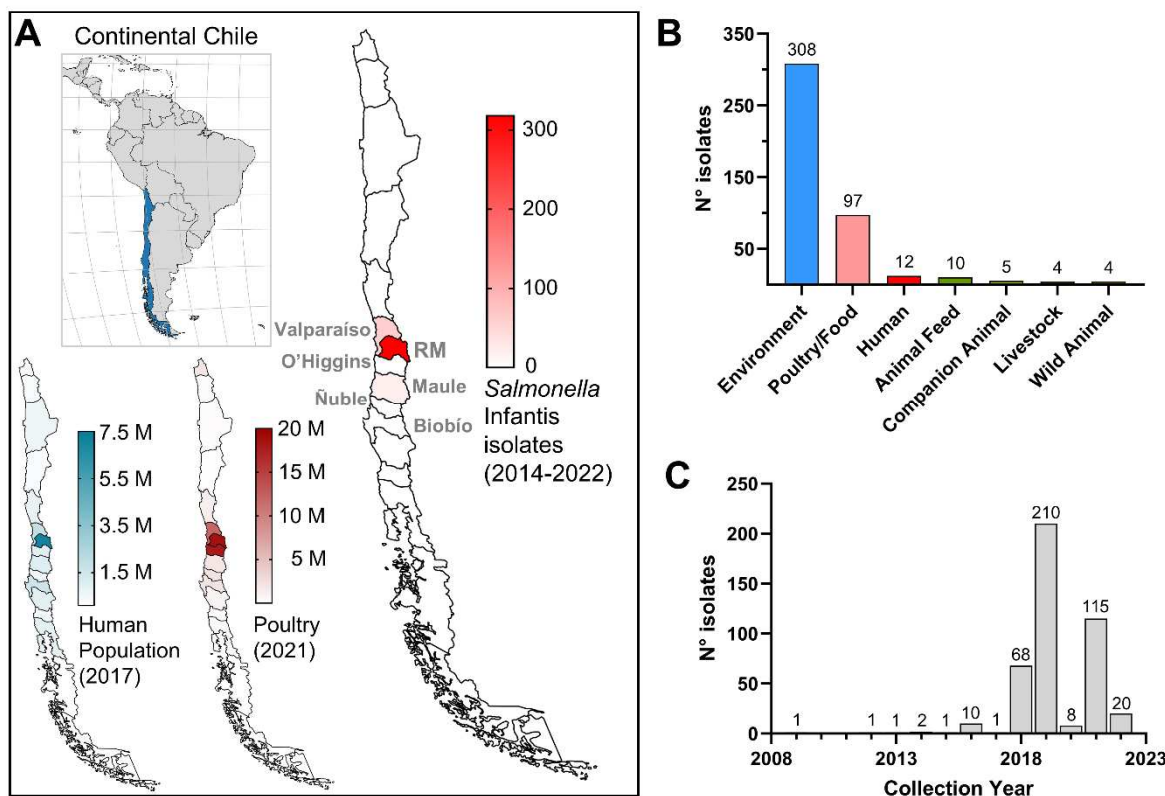 A
Continental Chile
Valparaíso
O'Higgins
Ñuble
RM
Maule
Biobío
300
200
100
0
Salmonella
Infantis
isolates
(2014-2022)
7.5 M
5.5 M
3.5 M
1.5 M
Human
Population
(2017)
20 M
15 M
10 M
5 M
Poultry
(2021)
B
N° isolates
350
250
150
50
308
97
12
10
5
4
4
Environment
Poultry/Food
Human
Animal Feed
Companion Animal
Livestock
Wild Animal
C
N° isolates
250
200
150
100
50
0
1
1
1
2
1
10
1
68
210
8
115
20
2008
2013
2018
2023
Collection Year